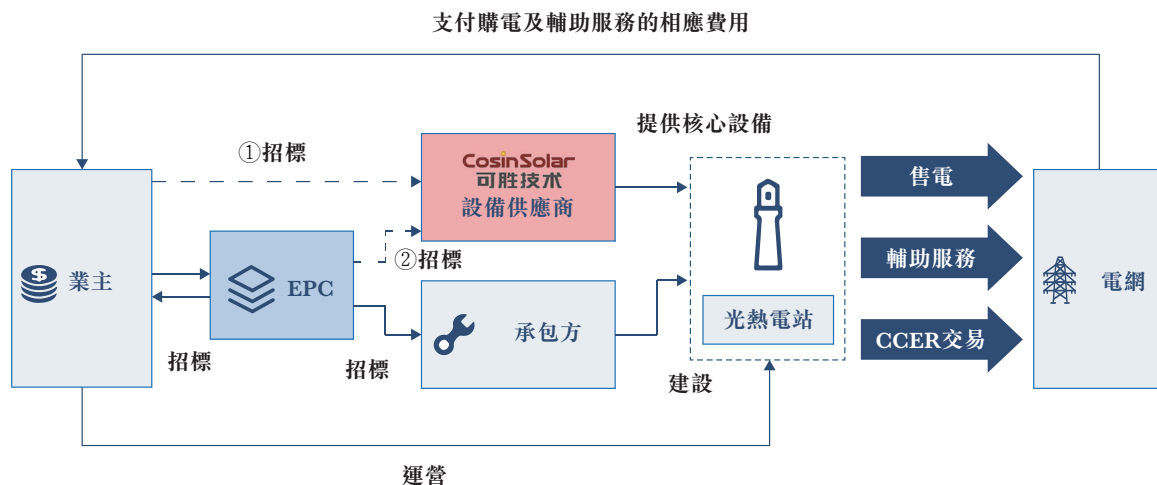 支付購電及輔助服務的相應費用
提供核心設備
①招標
CosinSolar
可胜技术
設備供應商
售電
②招標
業主
EPC
輔助服務
電網
承包方
光熱電站
CCER交易
招標
招標
建設
運營